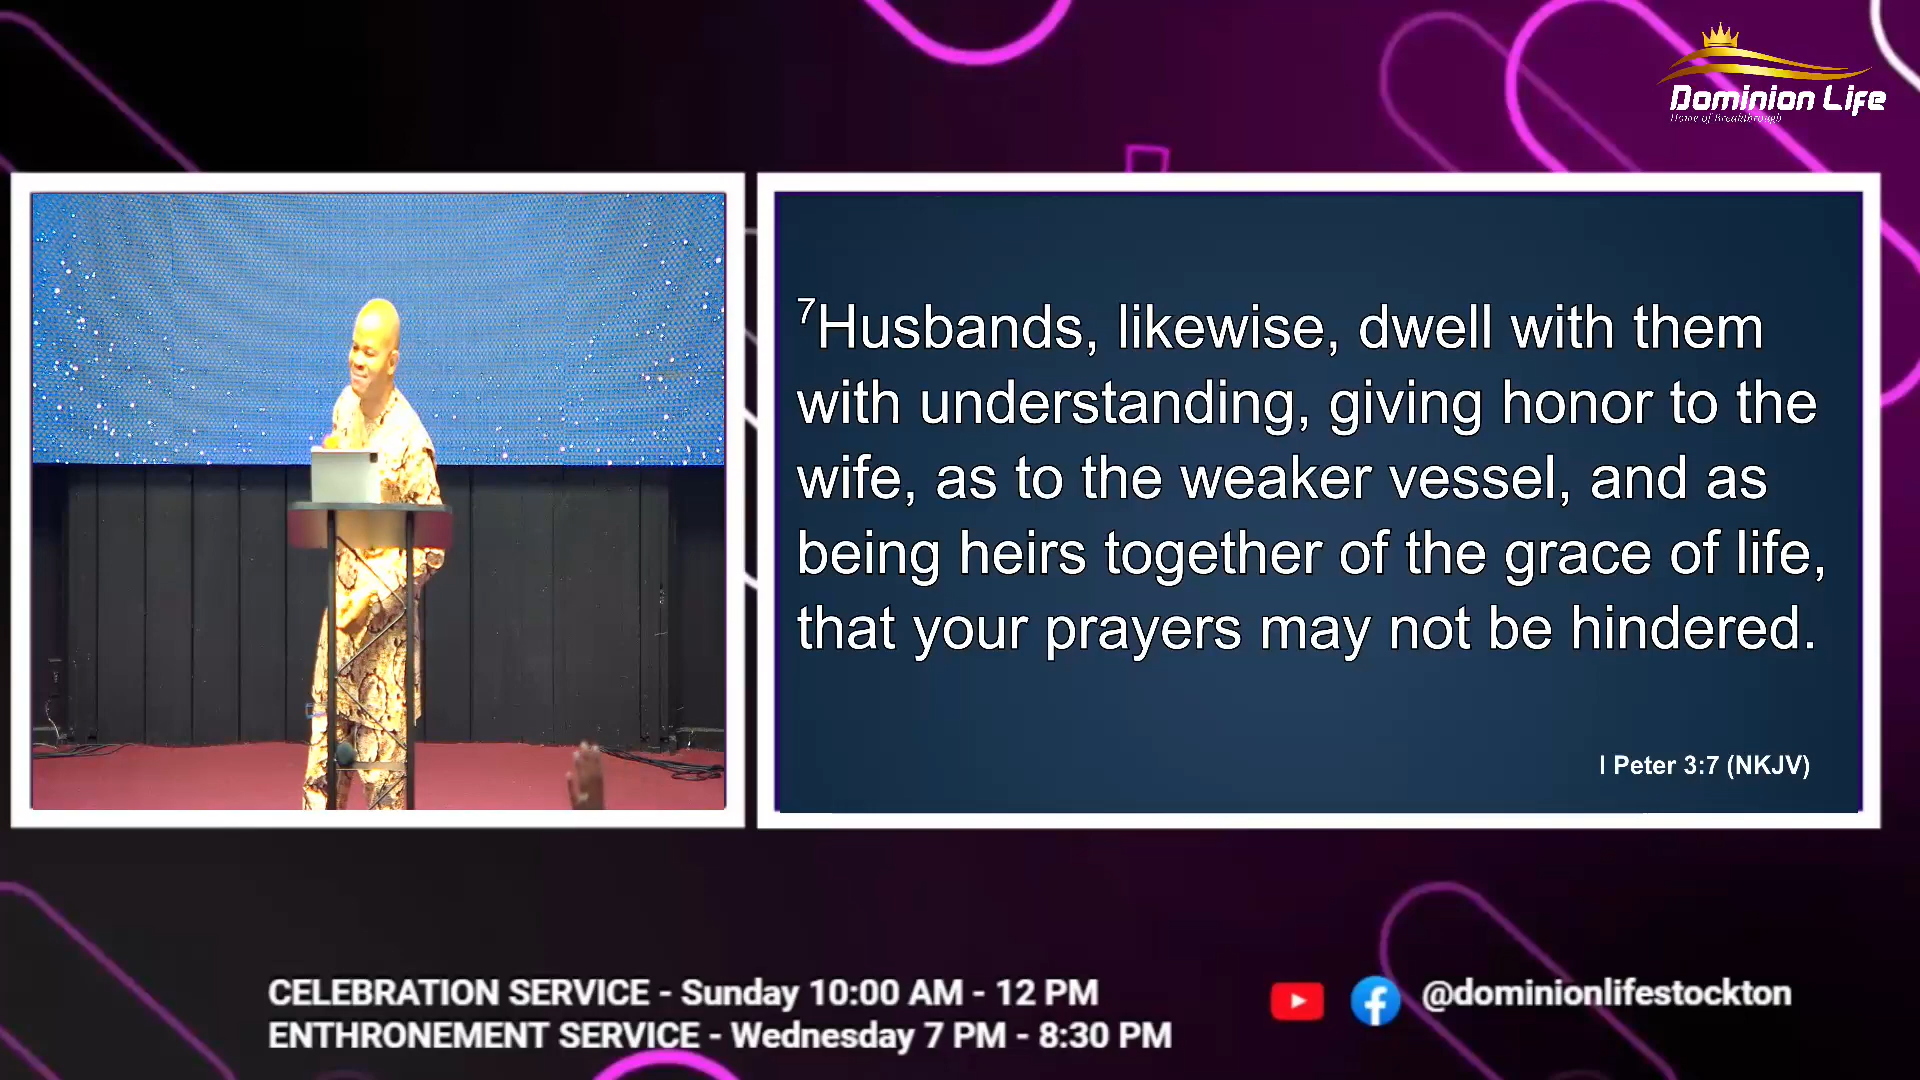 Dominion Life
Home of Breakthrough
7Husbands, likewise, dwell with them
with understanding, giving honor to the
wife, as to the weaker vessel, and as
being heirs together of the grace of life,
that your prayers may not be hindered.
I Peter 3:7 (NKJV)
CELEBRATION SERVICE - Sunday 10:00 AM - 12 PM
ENTHRONEMENT SERVICE - Wednesday 7 PM - 8:30 PM
@dominionlifestockton